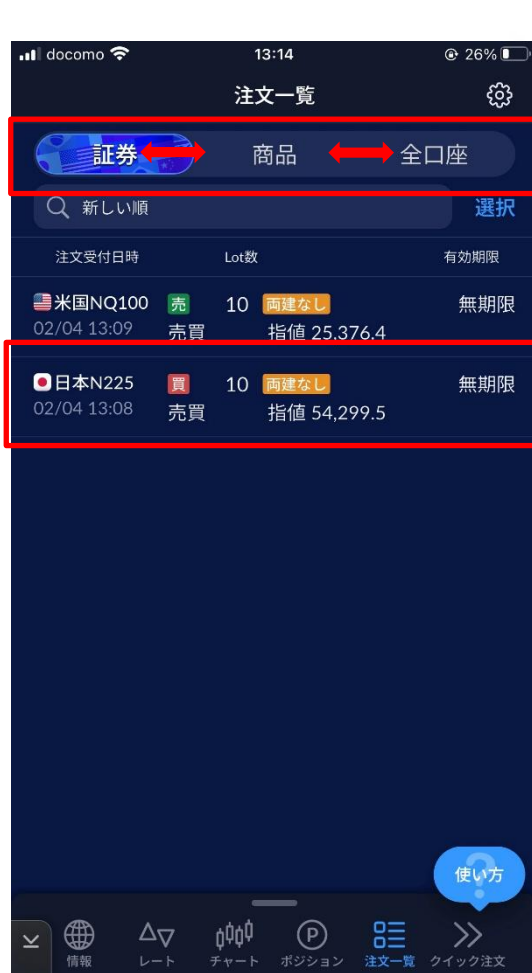 docomo 13:14 26%
注文一覧
証券 商品 全口座
新しい順 選択
注文受付日時 Lot数 有効期限
米国NQ100 売 10 両建なし 無期限
02/04 13:09 売買 指値 25,376.4
日本N225 買 10 両建なし 無期限
02/04 13:08 売買 指値 54,299.5
?
使い方
P
情報 レート チャート ポジション 注文一覧 クイック注文